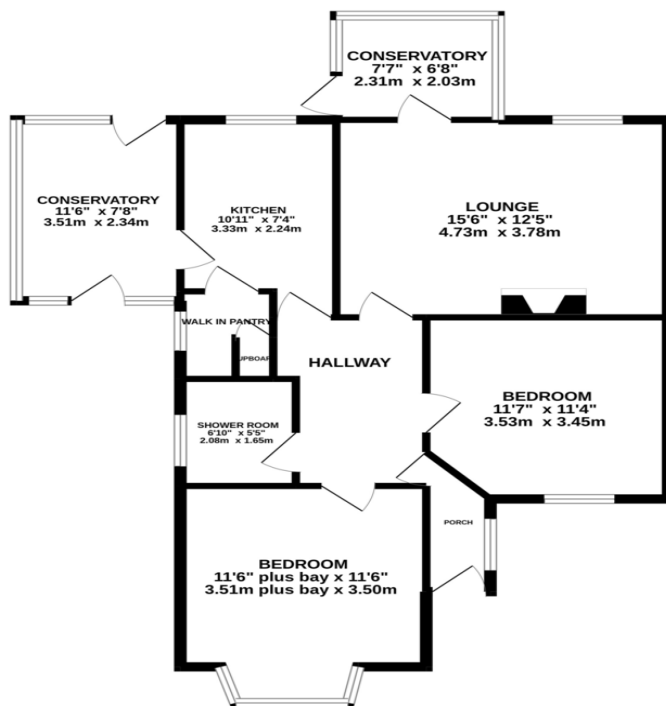 CONSERVATORY
7'7" x 6'8"
2.31m x 2.03m
CONSERVATORY
11'6" x 7'8"
3.51m x 2.34m
KITCHEN
10'11" x 7'4"
3.33m x 2.24m
LOUNGE
15'6" x 12'5"
4.73m x 3.78m
WALK IN PANTRY
UPBOAR
HALLWAY
BEDROOM
11'7" x 11'4"
3.53m x 3.45m
SHOWER ROOM
6'10" x 5'5"
2.08m x 1.65m
PORCH
BEDROOM
11'6" plus bay x 11'6"
3.51m plus bay x 3.50m